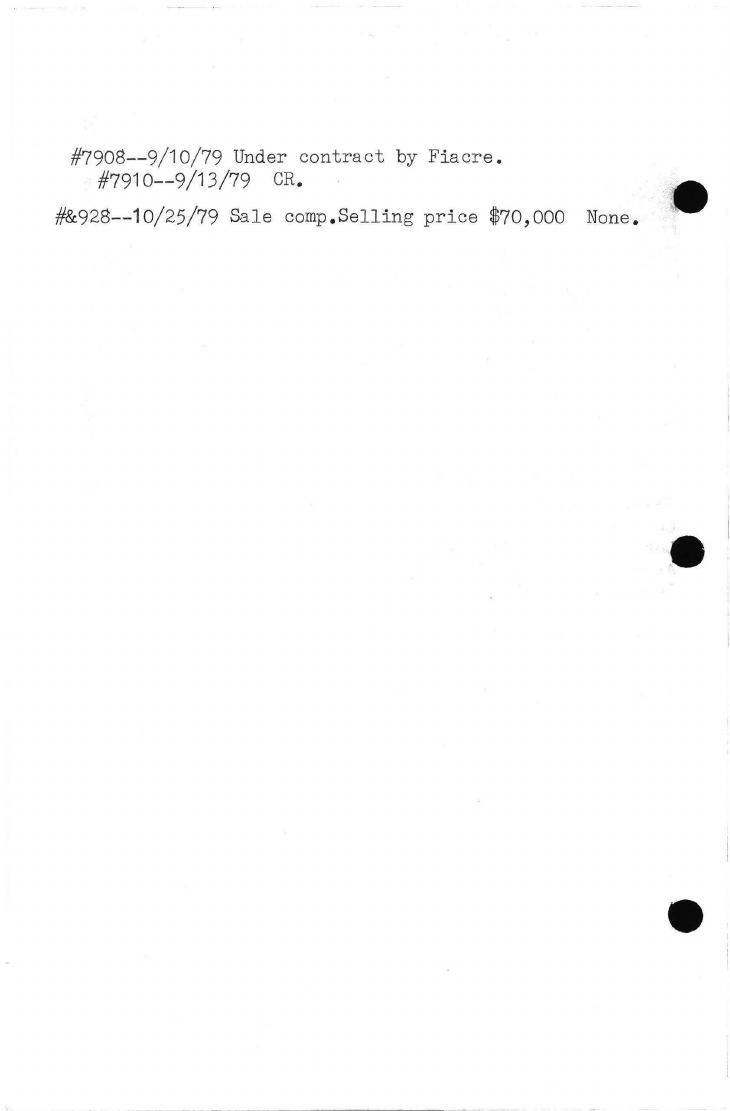 #7908--9/10/79 Under contract by Fiacre.
#7910--9/13/79 CR.
#&928--10/25/79 Sale comp.Selling price $70,000 None.